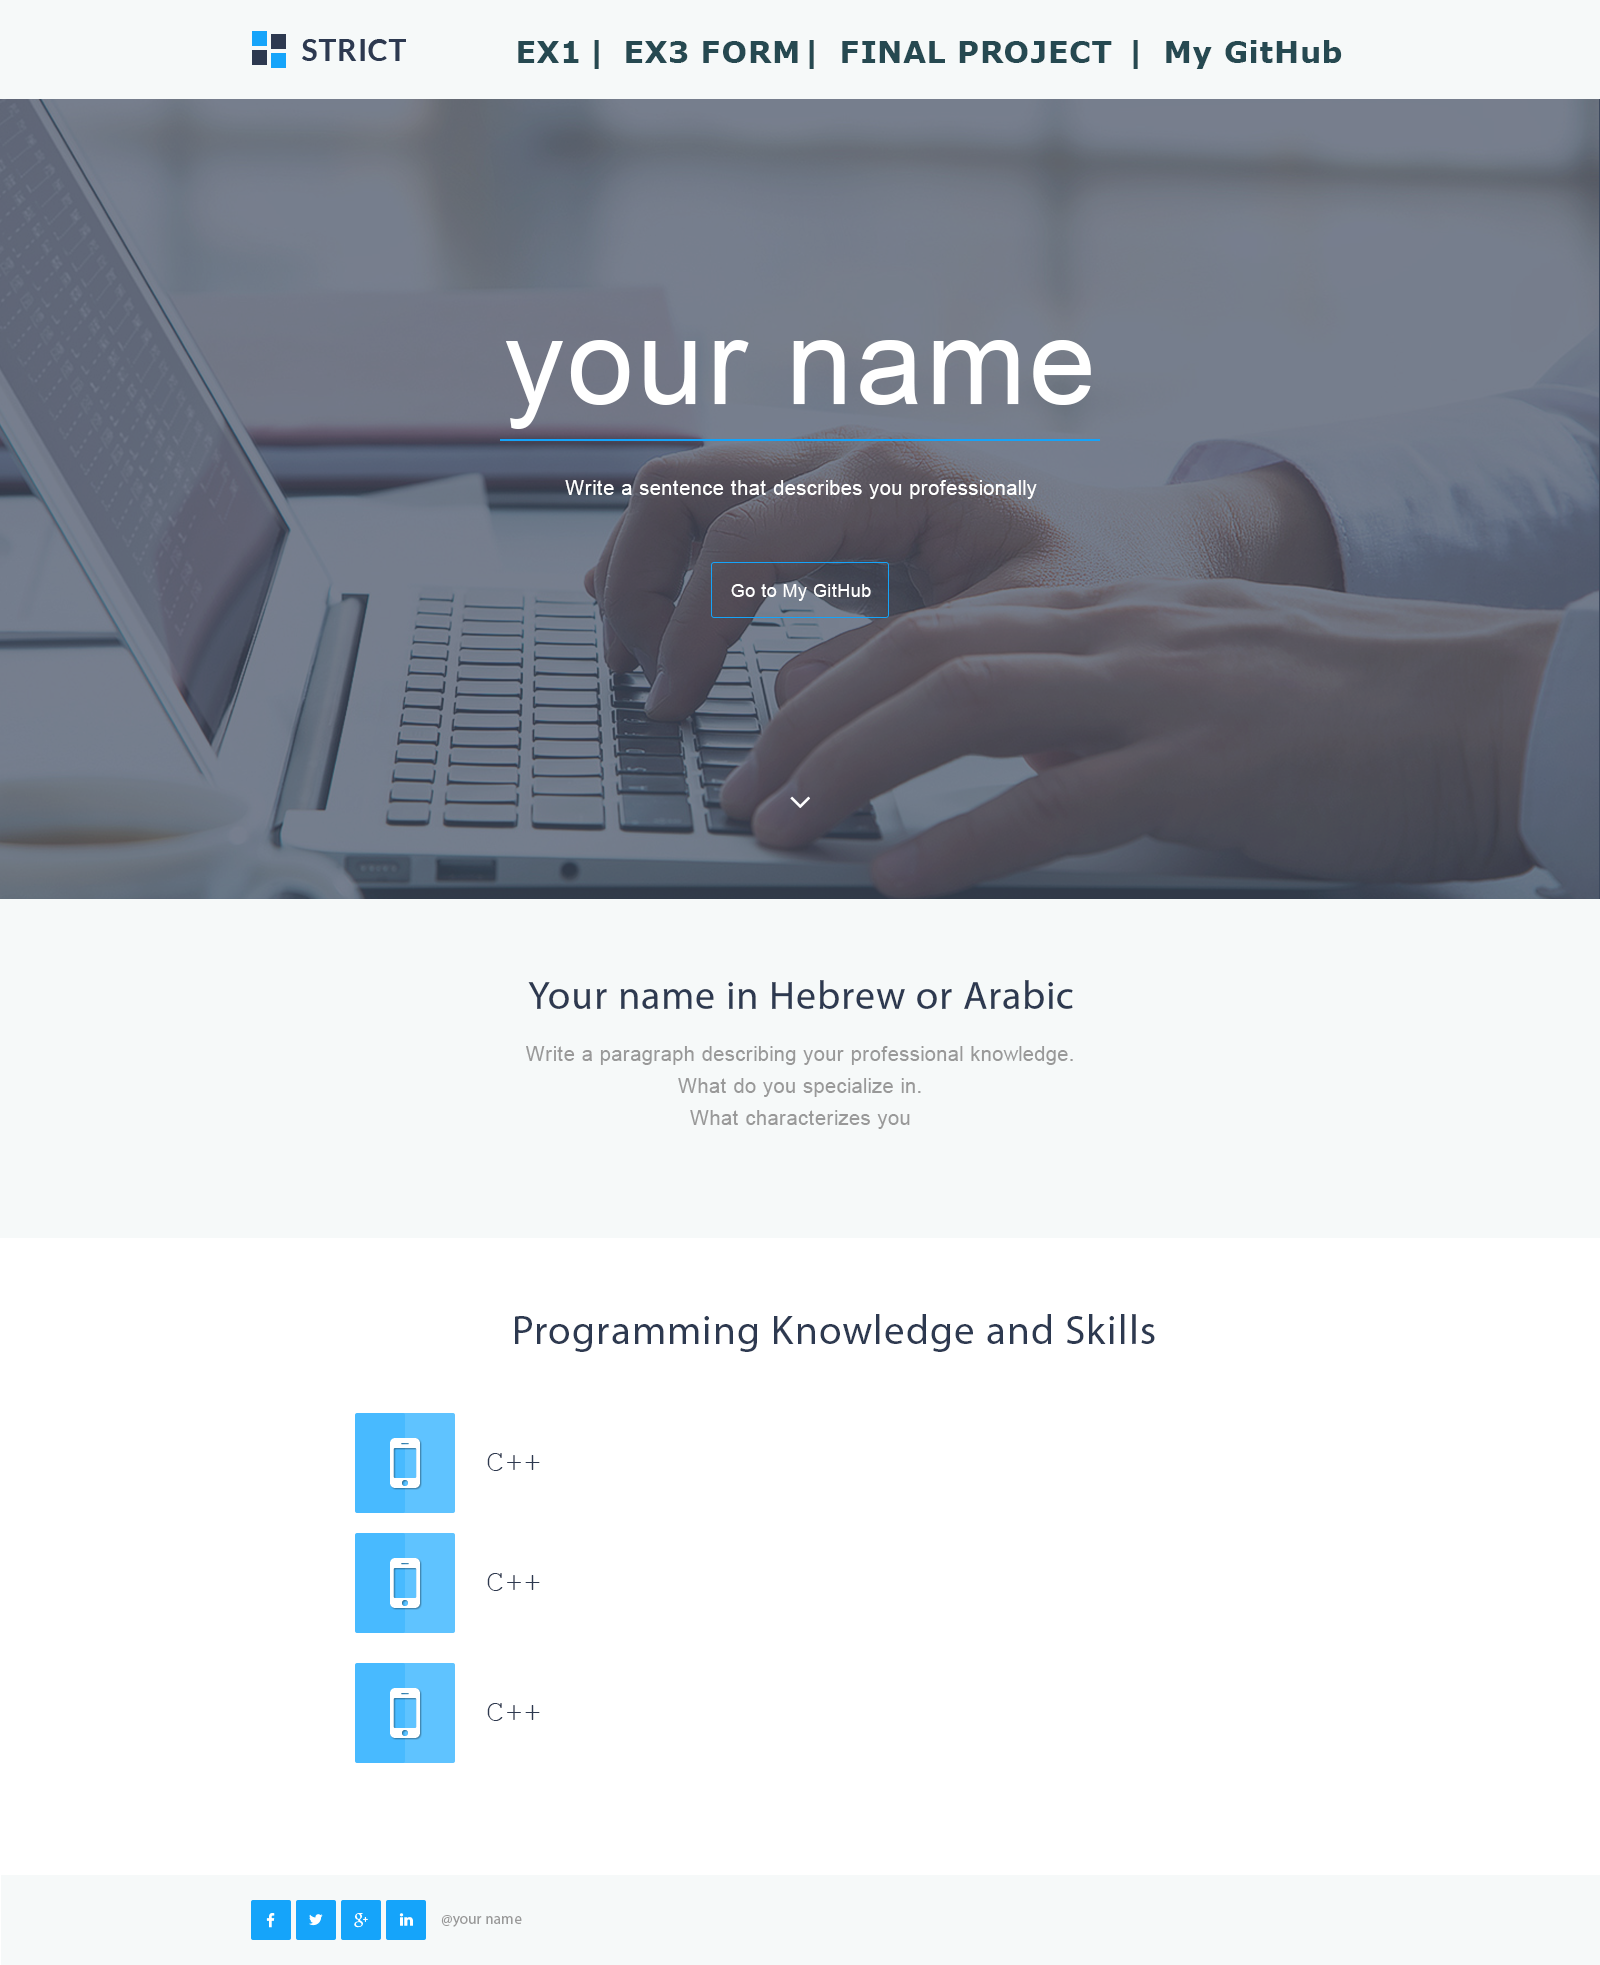 STRICT
EX1 | EX3 FORM | FINAL PROJECT | My GitHub
your name
Write a sentence that describes you professionally
Go to My GitHub
Your name in Hebrew or Arabic
Write a paragraph describing your professional knowledge.
What do you specialize in.
What characterizes you
Programming Knowledge and Skills
C++
C++
C++
@your name